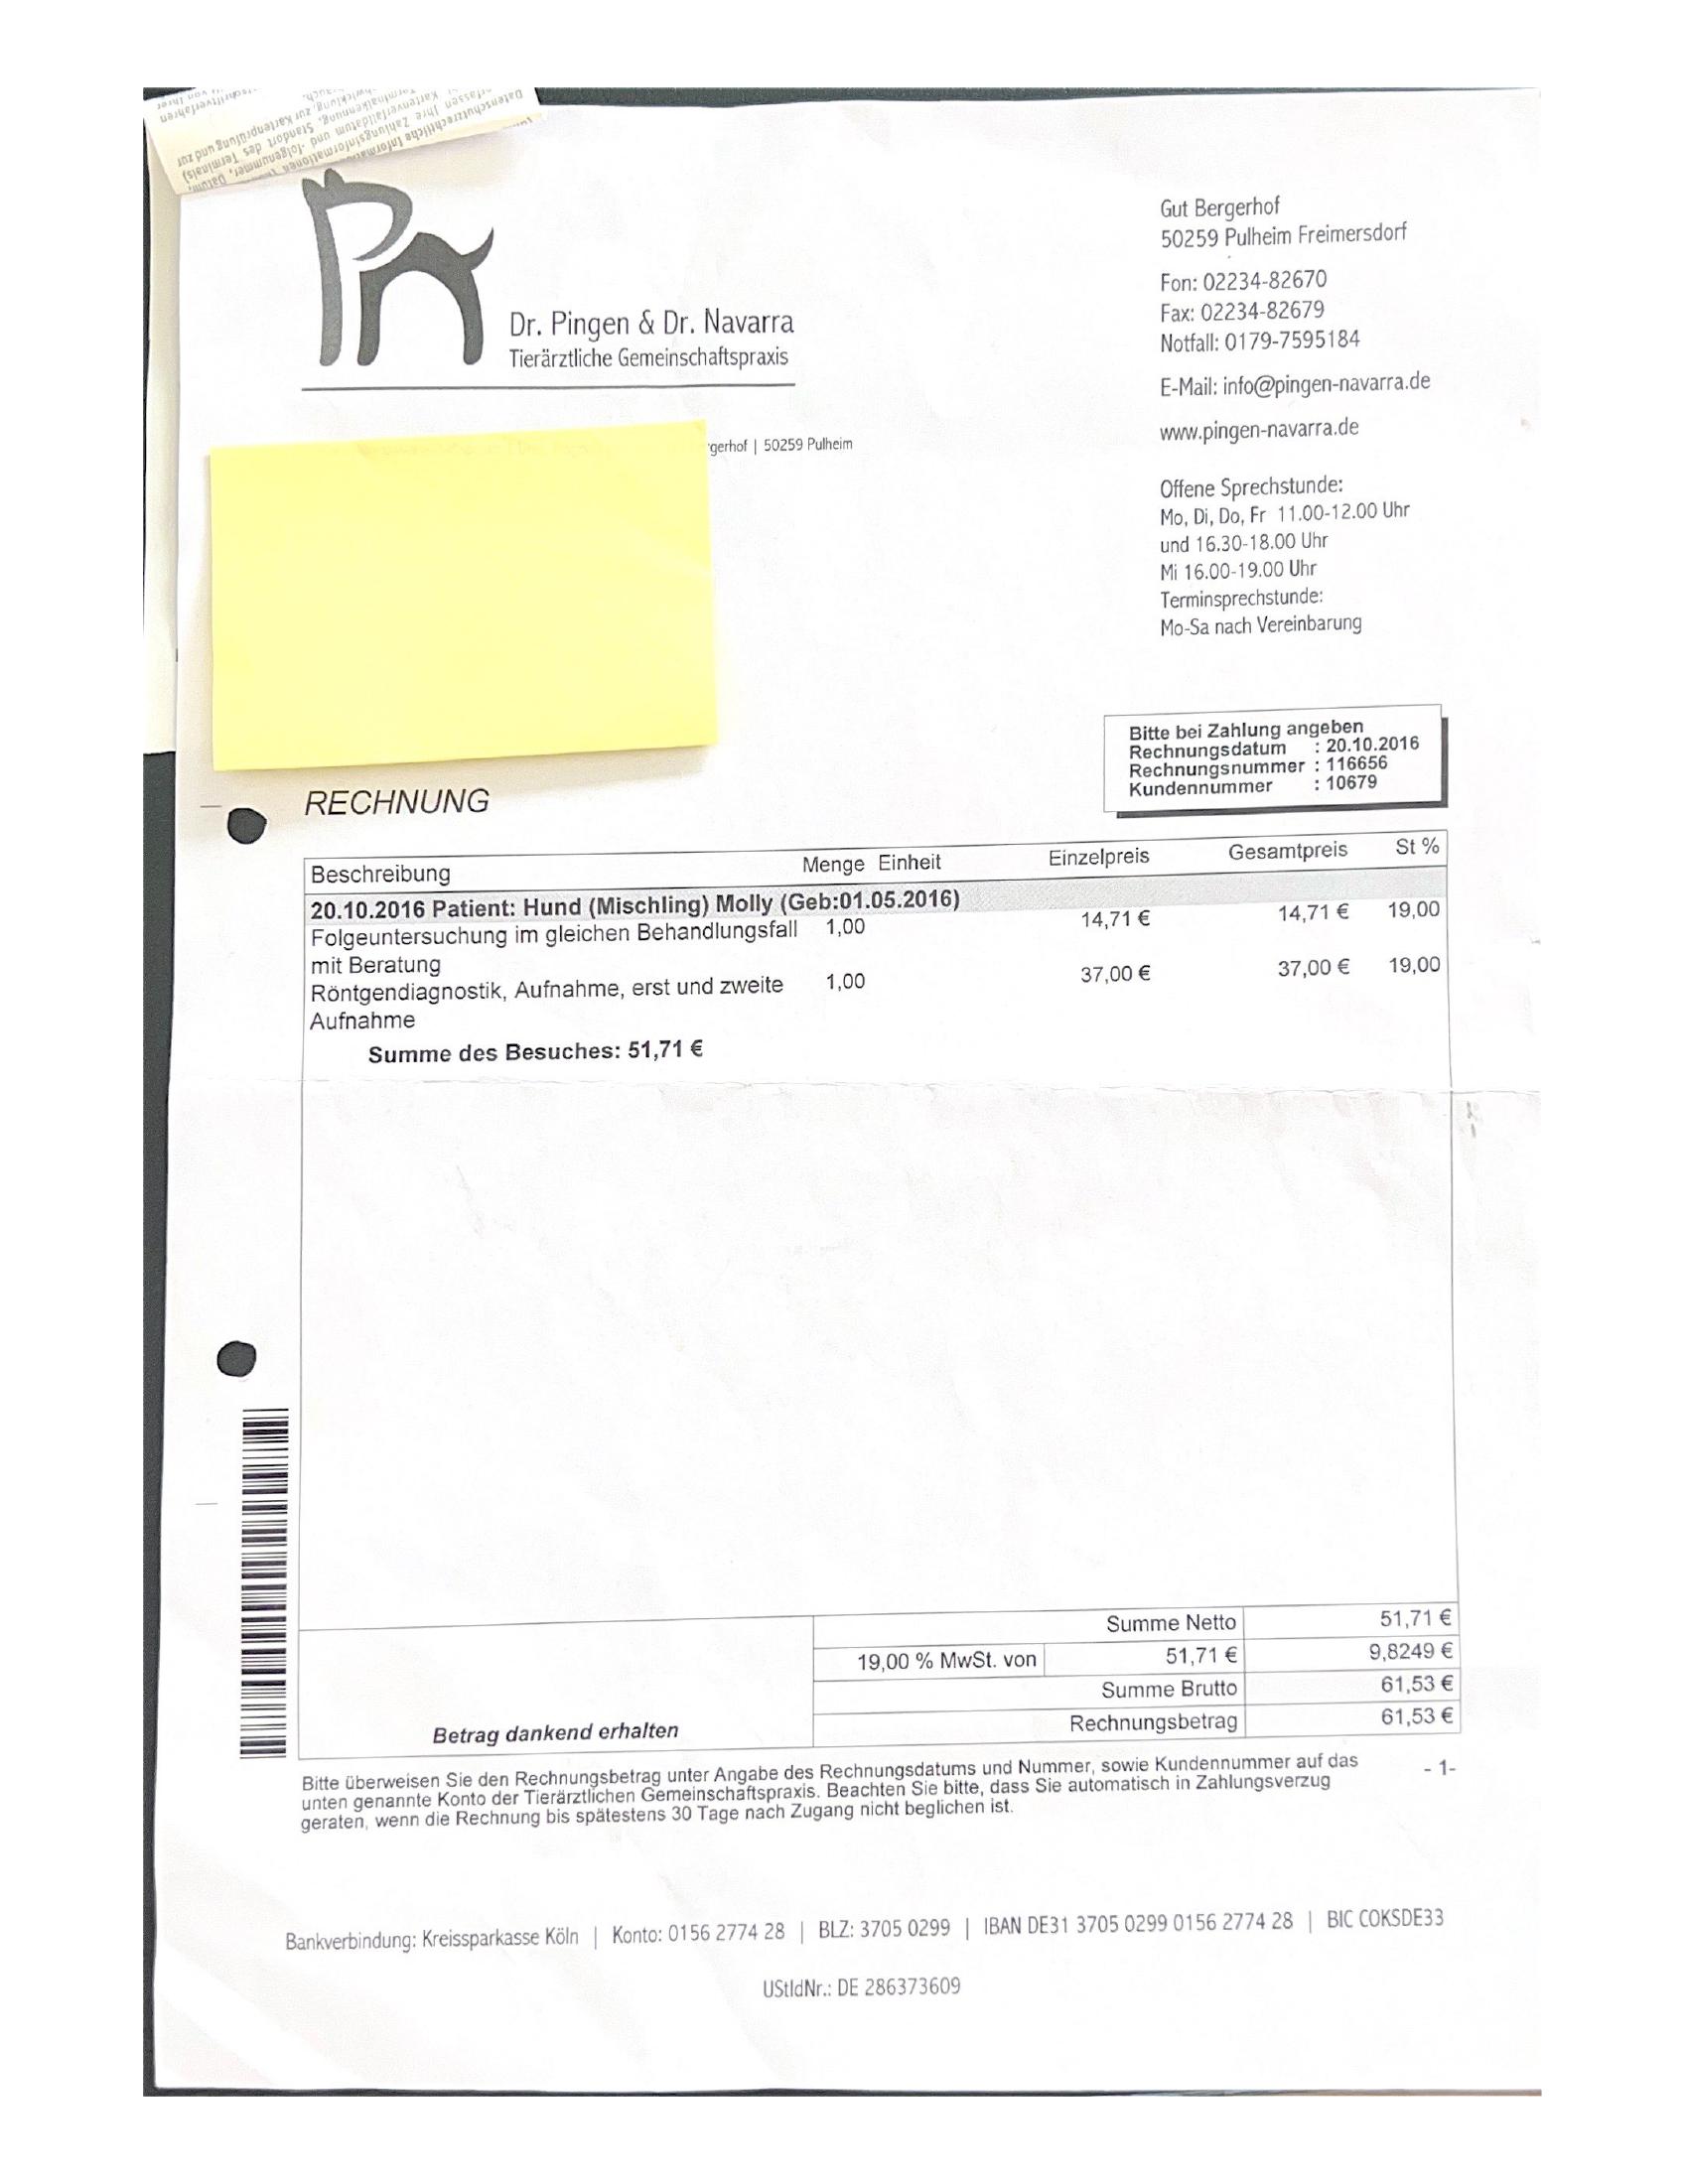 Dr. Pingen & Dr. Navarra
Tierärztliche Gemeinschaftspraxis
Gut Bergerhof
50259 Pulheim Freimersdorf
Fon: 02234-82670
Fax: 02234-82679
Notfall: 0179-7595184
E-Mail: info@pingen-navarra.de
www.pingen-navarra.de
Offene Sprechstunde:
Mo, Di, Do, Fr 11.00-12.00 Uhr
und 16.30-18.00 Uhr
Mi 16.00-19.00 Uhr
Terminsprechstunde:
Mo-Sa nach Vereinbarung
| 50259 Pulheim
Bitte bei Zahlung angeben
Rechnungsdatum : 20.10.2016
Rechnungsnummer : 116656
Kundennummer : 10679
RECHNUNG
Beschreibung Menge Einheit Einzelpreis Gesamtpreis St %
20.10.2016 Patient: Hund (Mischling) Molly (Geb:01.05.2016)
Folgeuntersuchung im gleichen Behandlungsfall 1,00 14,71 € 14,71 € 19,00
mit Beratung
Röntgendiagnostik, Aufnahme, erst und zweite 1,00 37,00 € 37,00 € 19,00
Aufnahme
Summe des Besuches: 51,71 €
Summe Netto 51,71 €
19,00 % MwSt. von 51,71 € 9,8249 €
Summe Brutto 61,53 €
Rechnungsbetrag 61,53 €
Betrag dankend erhalten
Bitte überweisen Sie den Rechnungsbetrag unter Angabe des Rechnungsdatums und Nummer, sowie Kundennummer auf das
unten genannte Konto der Tierärztlichen Gemeinschaftspraxis. Beachten Sie bitte, dass Sie automatisch in Zahlungsverzug
geraten, wenn die Rechnung bis spätestens 30 Tage nach Zugang nicht beglichen ist.
- 1-
Bankverbindung: Kreissparkasse Köln | Konto: 0156 2774 28 | BLZ: 3705 0299 | IBAN DE31 3705 0299 0156 2774 28 | BIC COKSDE33
UStIdNr.: DE 286373609